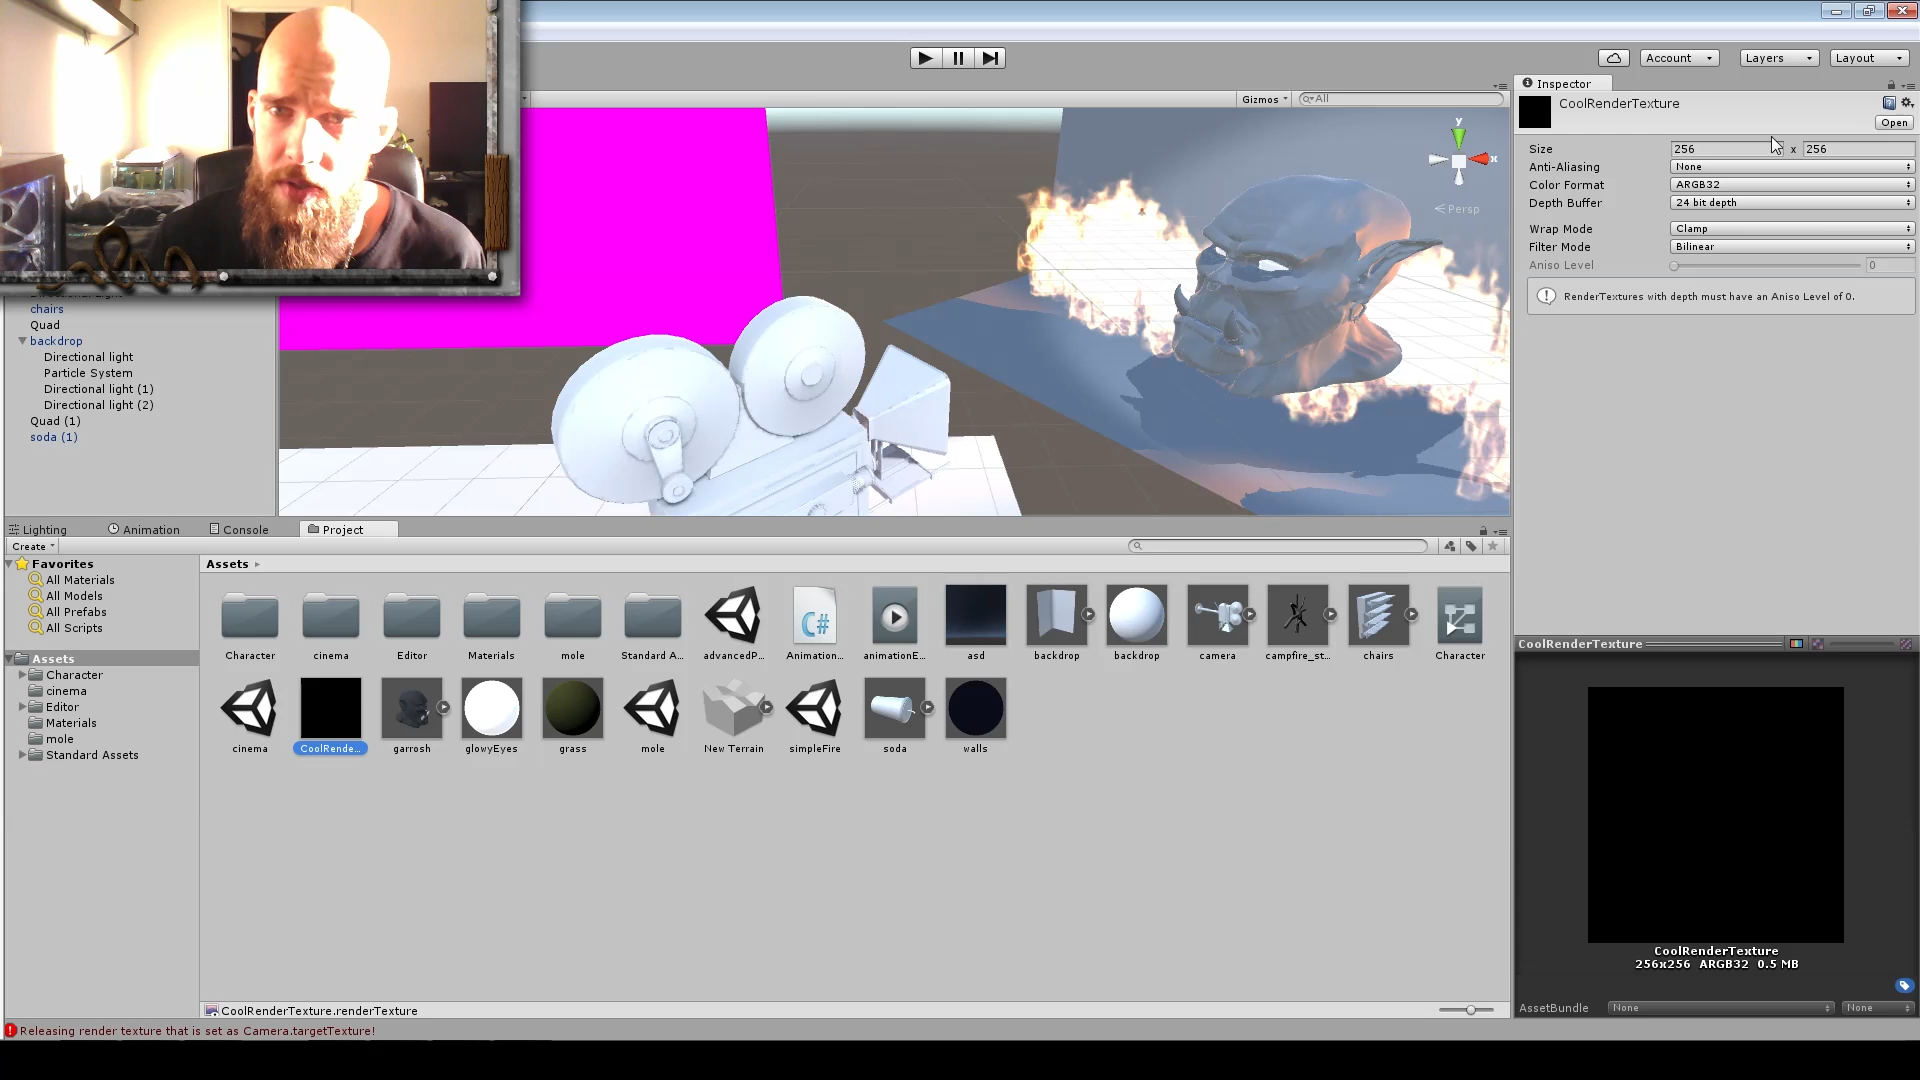 Account
Layers
Layout
Gizmos
All
y
x
Persp
Inspector
CoolRenderTexture
Open
Size
256
x
256
Anti-Aliasing
None
Color Format
ARGB32
Depth Buffer
24 bit depth
Wrap Mode
Clamp
Filter Mode
Bilinear
Aniso Level
0
RenderTextures with depth must have an Aniso Level of 0.
chairs
Quad
backdrop
Directional light
Particle System
Directional light (1)
Directional light (2)
Quad (1)
soda (1)
Lighting
Animation
Console
Project
Create
Favorites
All Materials
All Models
All Prefabs
All Scripts
Assets
Character
cinema
Editor
Materials
mole
Standard Assets
Assets
C#
Character
cinema
Editor
Materials
mole
Standard A...
advancedP...
Animation...
animationE...
asd
backdrop
backdrop
camera
campfire_st...
chairs
Character
cinema
CoolRende...
garrosh
glowyEyes
grass
mole
New Terrain
simpleFire
soda
walls
CoolRenderTexture.renderTexture
CoolRenderTexture
CoolRenderTexture
256x256 ARGB32 0.5 MB
AssetBundle
None
None
Releasing render texture that is set as Camera.targetTexture!